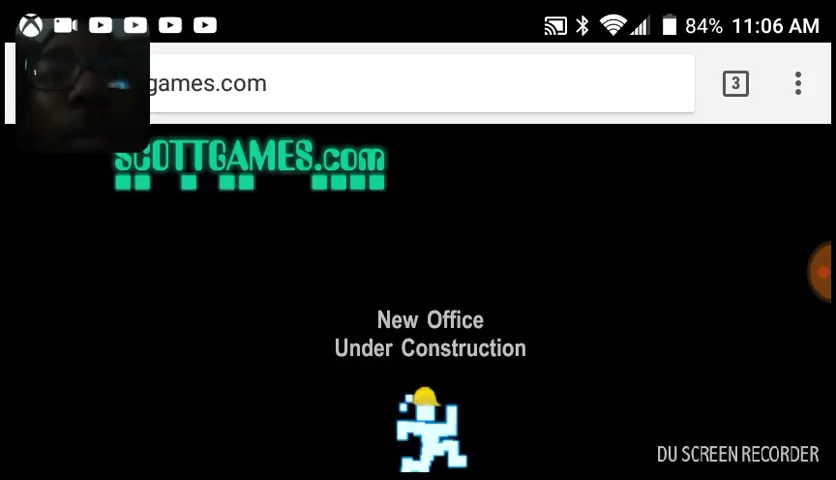 84% 11:06 AM
games.com
3
SCOTTGAMES.com
New Office
Under Construction
DU SCREEN RECORDER